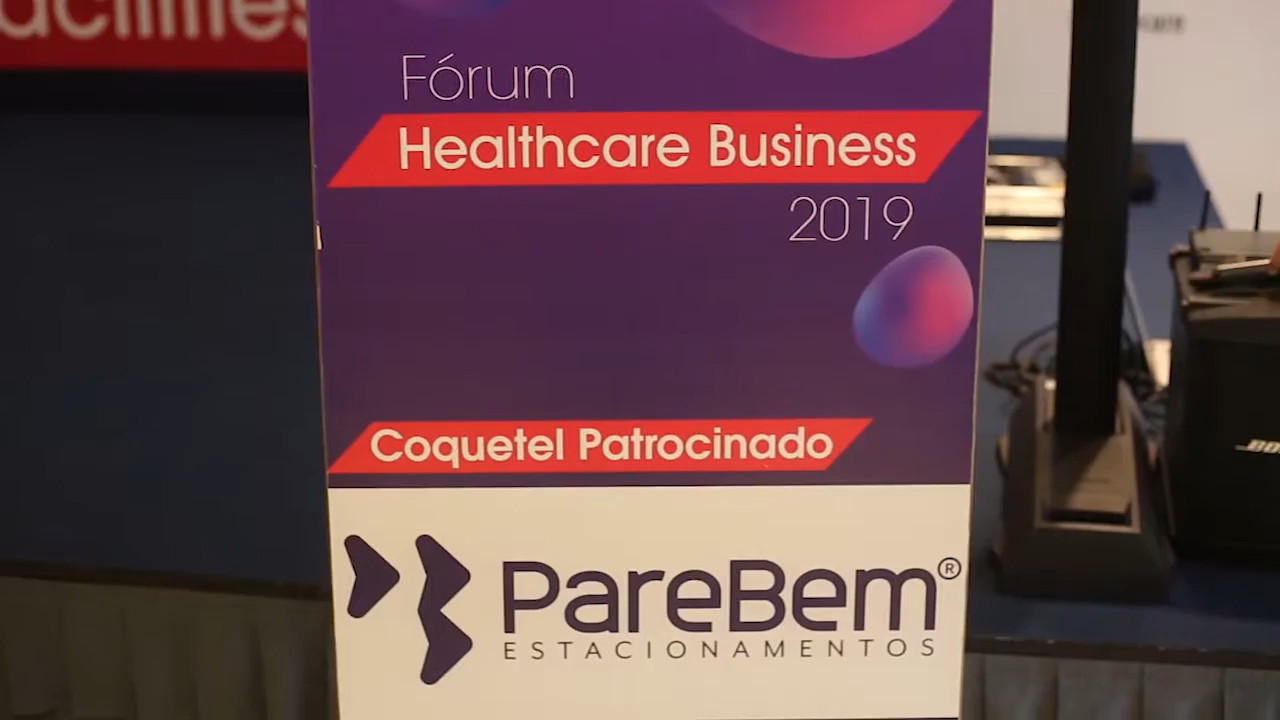 Fórum
Healthcare Business
2019
Coquetel Patrocinado
PareBem®
ESTACIONAMENTOS